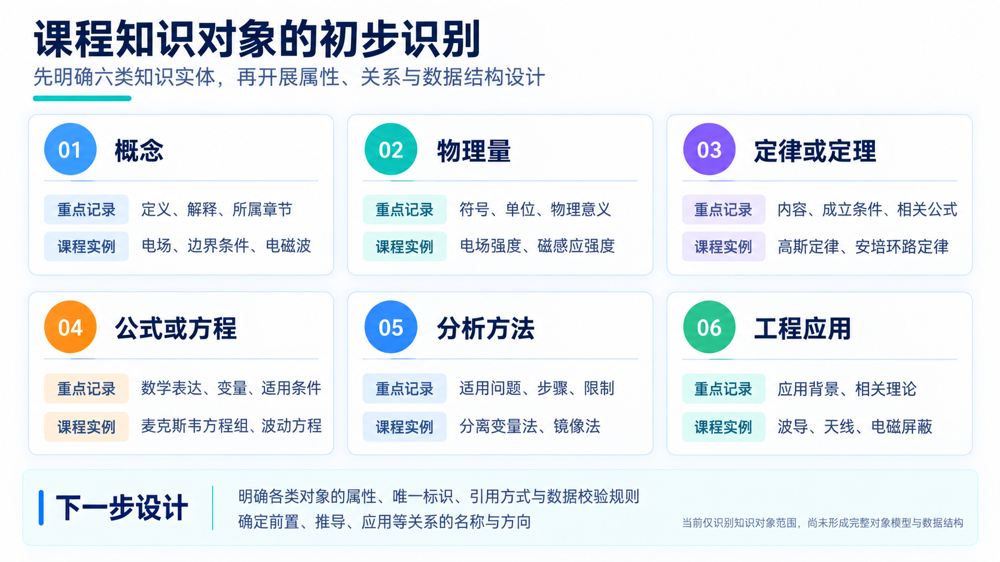 课程知识对象的初步识别
先明确六类知识实体，再开展属性、关系与数据结构设计
01 概念
重点记录 定义、解释、所属章节
课程实例 电场、边界条件、电磁波
02 物理量
重点记录 符号、单位、物理意义
课程实例 电场强度、磁感应强度
03 定律或定理
重点记录 内容、成立条件、相关公式
课程实例 高斯定律、安培环路定律
04 公式或方程
重点记录 数学表达、变量、适用条件
课程实例 麦克斯韦方程组、波动方程
05 分析方法
重点记录 适用问题、步骤、限制
课程实例 分离变量法、镜像法
06 工程应用
重点记录 应用背景、相关理论
课程实例 波导、天线、电磁屏蔽
下一步设计
明确各类对象的属性、唯一标识、引用方式与数据校验规则
确定前置、推导、应用等关系的名称与方向
当前仅识别知识对象范围，尚未形成完整对象模型与数据结构